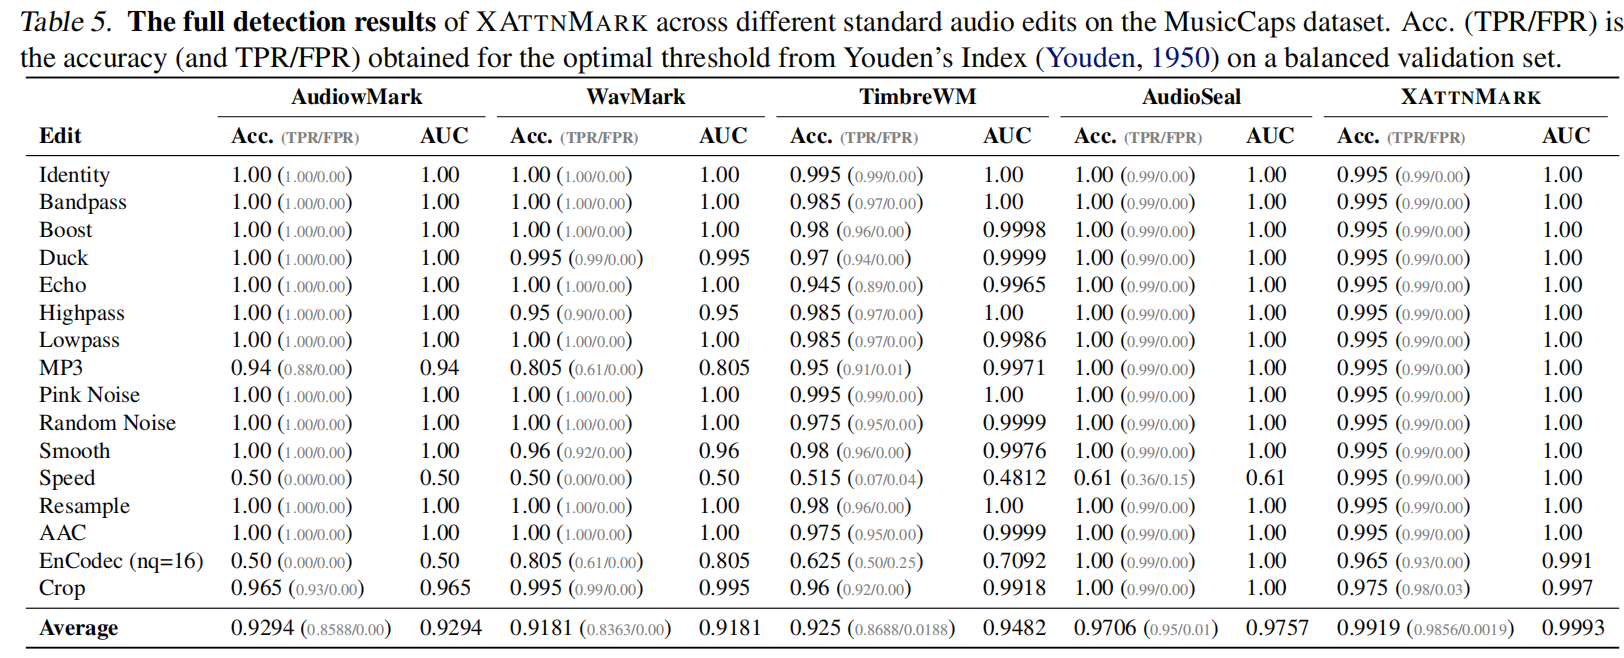 Table 5. The full detection results of XATTNMARK across different standard audio edits on the MusicCaps dataset. Acc. (TPR/FPR) is
the accuracy (and TPR/FPR) obtained for the optimal threshold from Youden's Index (Youden, 1950) on a balanced validation set.
AudiowMark WavMark TimbreWM AudioSeal XATTNMARK
Edit Acc. (TPR/FPR) AUC Acc. (TPR/FPR) AUC Acc. (TPR/FPR) AUC Acc. (TPR/FPR) AUC Acc. (TPR/FPR) AUC
Identity 1.00 (1.00/0.00) 1.00 1.00 (1.00/0.00) 1.00 0.995 (0.99/0.00) 1.00 1.00 (0.99/0.00) 1.00 0.995 (0.99/0.00) 1.00
Bandpass 1.00 (1.00/0.00) 1.00 1.00 (1.00/0.00) 1.00 0.985 (0.97/0.00) 1.00 1.00 (0.99/0.00) 1.00 0.995 (0.99/0.00) 1.00
Boost 1.00 (1.00/0.00) 1.00 1.00 (1.00/0.00) 1.00 0.98 (0.96/0.00) 0.9998 1.00 (0.99/0.00) 1.00 0.995 (0.99/0.00) 1.00
Duck 1.00 (1.00/0.00) 1.00 0.995 (0.99/0.00) 0.995 0.97 (0.94/0.00) 0.9999 1.00 (0.99/0.00) 1.00 0.995 (0.99/0.00) 1.00
Echo 1.00 (1.00/0.00) 1.00 1.00 (1.00/0.00) 1.00 0.945 (0.89/0.00) 0.9965 1.00 (0.99/0.00) 1.00 0.995 (0.99/0.00) 1.00
Highpass 1.00 (1.00/0.00) 1.00 0.95 (0.90/0.00) 0.95 0.985 (0.97/0.00) 1.00 1.00 (0.99/0.00) 1.00 0.995 (0.99/0.00) 1.00
Lowpass 1.00 (1.00/0.00) 1.00 1.00 (1.00/0.00) 1.00 0.985 (0.97/0.00) 0.9986 1.00 (0.99/0.00) 1.00 0.995 (0.99/0.00) 1.00
MP3 0.94 (0.88/0.00) 0.94 0.805 (0.61/0.00) 0.805 0.95 (0.91/0.01) 0.9971 1.00 (0.99/0.00) 1.00 0.995 (0.99/0.00) 1.00
Pink Noise 1.00 (1.00/0.00) 1.00 1.00 (1.00/0.00) 1.00 0.995 (0.99/0.00) 1.00 1.00 (0.99/0.00) 1.00 0.995 (0.99/0.00) 1.00
Random Noise 1.00 (1.00/0.00) 1.00 1.00 (1.00/0.00) 1.00 0.975 (0.95/0.00) 0.9999 1.00 (0.99/0.00) 1.00 0.995 (0.99/0.00) 1.00
Smooth 1.00 (1.00/0.00) 1.00 0.96 (0.92/0.00) 0.96 0.98 (0.96/0.00) 0.9976 1.00 (0.99/0.00) 1.00 0.995 (0.99/0.00) 1.00
Speed 0.50 (0.00/0.00) 0.50 0.50 (0.00/0.00) 0.50 0.515 (0.07/0.04) 0.4812 0.61 (0.36/0.15) 0.61 0.995 (0.99/0.00) 1.00
Resample 1.00 (1.00/0.00) 1.00 1.00 (1.00/0.00) 1.00 0.98 (0.96/0.00) 1.00 1.00 (0.99/0.00) 1.00 0.995 (0.99/0.00) 1.00
AAC 1.00 (1.00/0.00) 1.00 1.00 (1.00/0.00) 1.00 0.975 (0.95/0.00) 0.9999 1.00 (0.99/0.00) 1.00 0.995 (0.99/0.00) 1.00
EnCodec (nq=16) 0.50 (0.00/0.00) 0.50 0.805 (0.61/0.00) 0.805 0.625 (0.50/0.25) 0.7092 1.00 (0.99/0.00) 1.00 0.965 (0.93/0.00) 0.991
Crop 0.965 (0.93/0.00) 0.965 0.995 (0.99/0.00) 0.995 0.96 (0.92/0.00) 0.9918 1.00 (0.99/0.00) 1.00 0.975 (0.98/0.03) 0.997
Average 0.9294 (0.8588/0.00) 0.9294 0.9181 (0.8363/0.00) 0.9181 0.925 (0.8688/0.0188) 0.9482 0.9706 (0.95/0.01) 0.9757 0.9919 (0.9856/0.0019) 0.9993